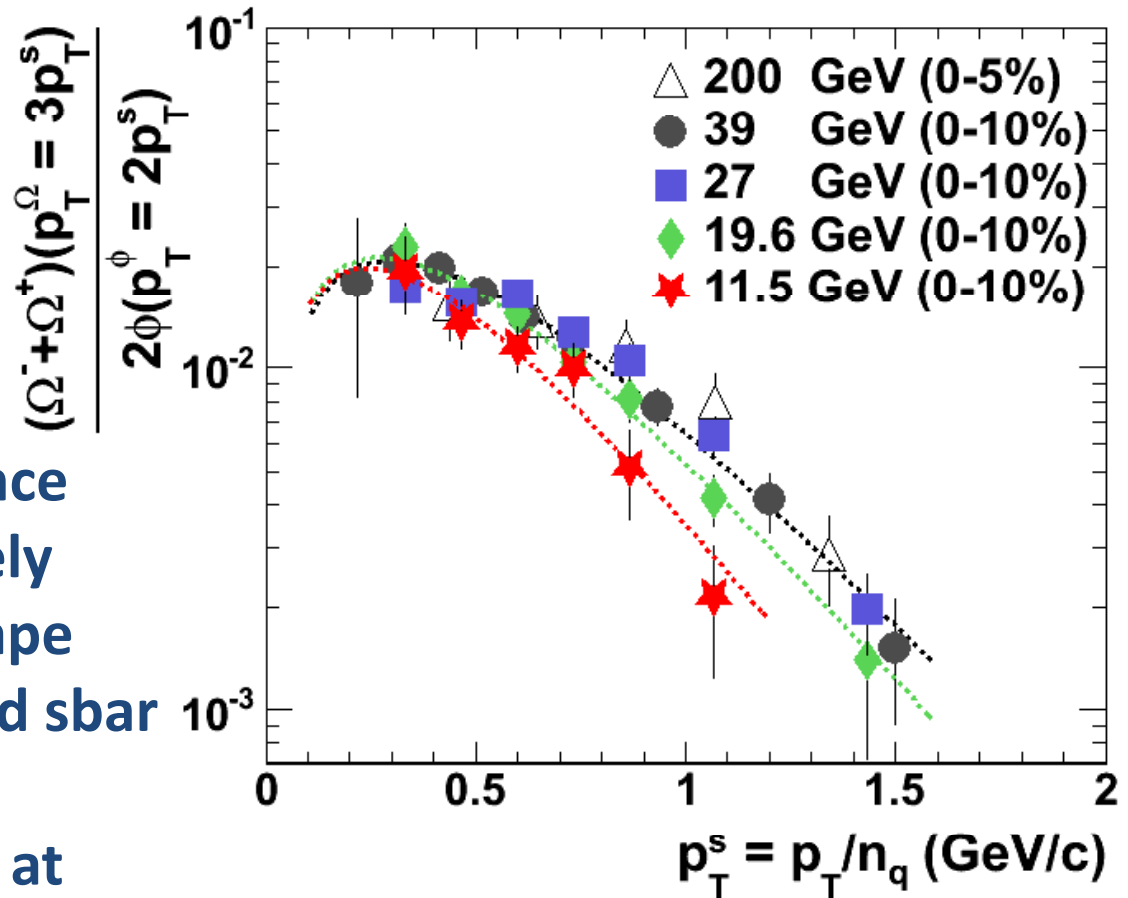 (Ω⁻+Ω̄⁺)(p_T^Ω = 3p_T^s)
2ϕ(p_T^ϕ = 2p_T^s)
10⁻¹
10⁻²
10⁻³
200 GeV (0-5%)
39 GeV (0-10%)
27 GeV (0-10%)
19.6 GeV (0-10%)
11.5 GeV (0-10%)
0 0.5 1 1.5 2
p_T^s = p_T/n_q (GeV/c)
nce
ely
ape
d sbar
at